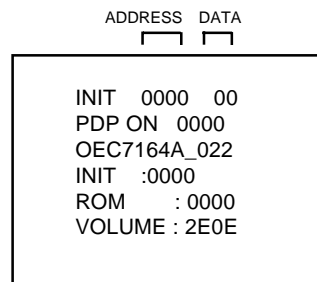 ADDRESS DATA
INIT 0000 00
PDP ON 0000
OEC7164A_022
INIT :0000
ROM : 0000
VOLUME : 2E0E